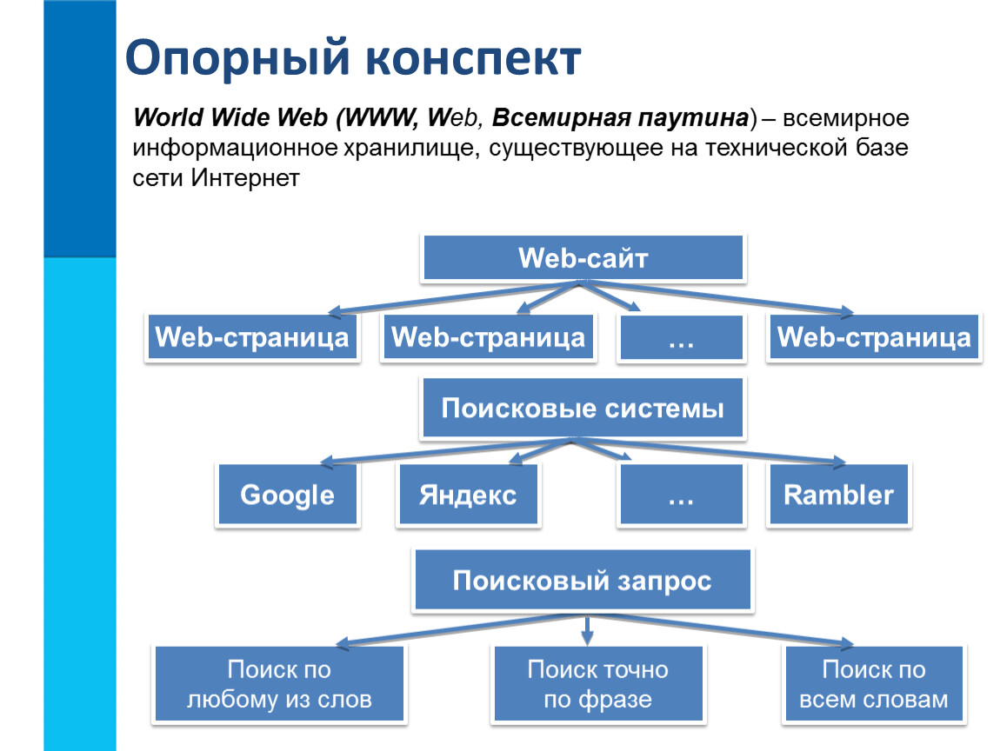 Опорный конспект
World Wide Web (WWW, Web, Всемирная паутина) – всемирное
информационное хранилище, существующее на технической базе
сети Интернет
Web-сайт
Web-страница
Web-страница
…
Web-страница
Поисковые системы
Google
Яндекс
…
Rambler
Поисковый запрос
Поиск по
любому из слов
Поиск точно
по фразе
Поиск по
всем словам